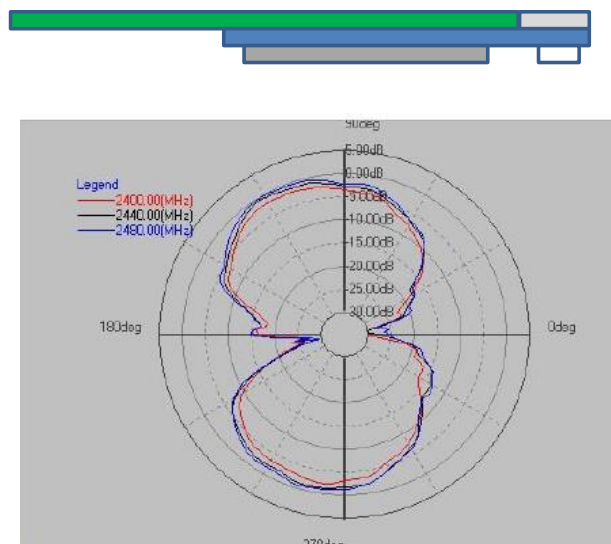 90deg
5.00dB
0.00dB
-5.00dB
-10.00dB
-15.00dB
-20.00dB
-25.00dB
-30.00dB
Legend
2400.00(MHz)
2440.00(MHz)
2480.00(MHz)
180deg
0deg
270deg